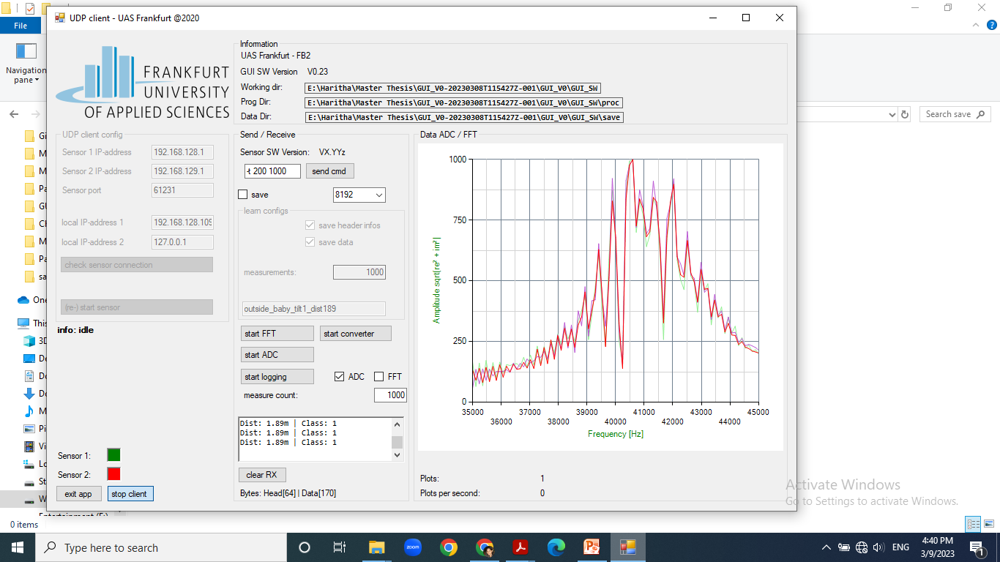 UDP client - UAS Frankfurt @2020
File
Navigation
pane
Search save
FRANKFURT
UNIVERSITY
OF APPLIED SCIENCES
Information
UAS Frankfurt - FB2
GUI SW Version V0.23
Working dir: E:\Haritha\Master Thesis\GUI_V0-20230308T115427Z-001\GUI_V0\GUI_SW
Prog Dir: E:\Haritha\Master Thesis\GUI_V0-20230308T115427Z-001\GUI_V0\GUI_SW\proc
Data Dir: E:\Haritha\Master Thesis\GUI_V0-20230308T115427Z-001\GUI_V0\GUI_SW\save
UDP client config
Sensor 1 IP-address 192.168.128.1
Sensor 2 IP-address 192.168.129.1
Sensor port 61231
local IP-address 1 192.168.128.109
local IP-address 2 127.0.0.1
check sensor connection
(re-) start sensor
info: idle
Sensor 1:
Sensor 2:
exit app stop client
Send / Receive
Sensor SW Version: VX.YYz
-t 200 1000 send cmd
save 8192
learn configs
save header infos
save data
measurements: 1000
outside_baby_tilt1_dist189
start FFT start converter
start ADC
start logging ADC FFT
measure count: 1000
Dist: 1.89m | Class: 1
Dist: 1.89m | Class: 1
Dist: 1.89m | Class: 1
clear RX
Bytes: Head[64] | Data[170]
Data ADC / FFT
1000
750
500
250
0
Amplitude sqrt(re² + im²)
35000 37000 39000 41000 43000 45000
36000 38000 40000 42000 44000
Frequency [Hz]
Plots: 1
Plots per second: 0
Activate Windows
Go to Settings to activate Windows.
0 items
Type here to search
zoom
ENG
4:40 PM
3/9/2023
1